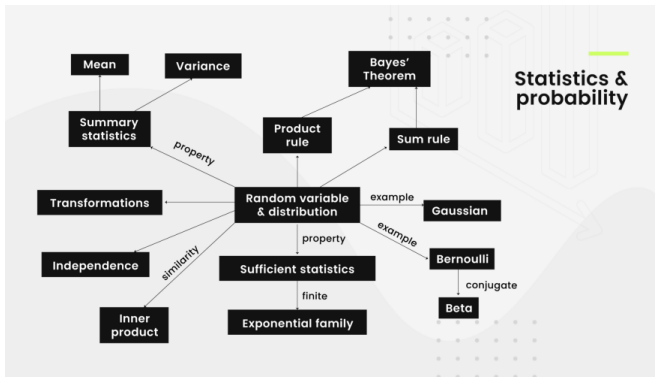 Mean
Variance
Bayes'
Theorem
Statistics &
probability
Summary
statistics
Product
rule
Sum rule
property
Transformations
Random variable
& distribution
example
Gaussian
example
property
Independence
similarity
Sufficient statistics
Bernoulli
conjugate
finite
Beta
Inner
product
Exponential family